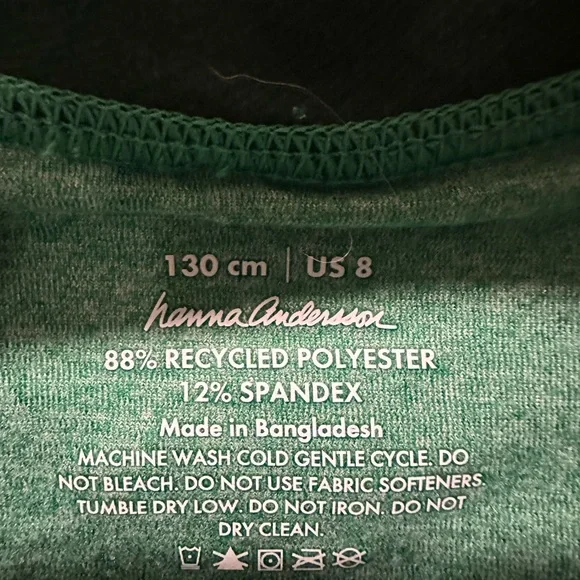 130 cm | US 8
hanna Andersson
88% RECYCLED POLYESTER
12% SPANDEX
Made in Bangladesh
MACHINE WASH COLD GENTLE CYCLE. DO
NOT BLEACH. DO NOT USE FABRIC SOFTENERS.
TUMBLE DRY LOW. DO NOT IRON. DO NOT
DRY CLEAN.